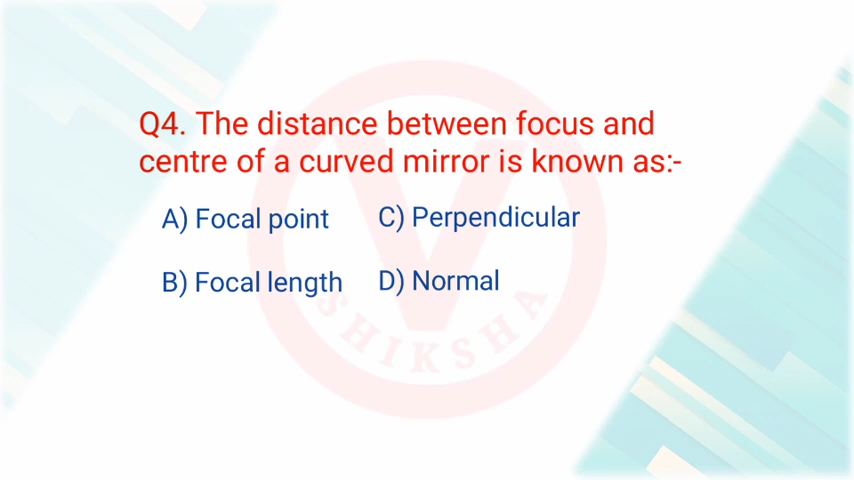 Q4. The distance between focus and
centre of a curved mirror is known as:-
A) Focal point
C) Perpendicular
B) Focal length
D) Normal
V
SHIKSHA